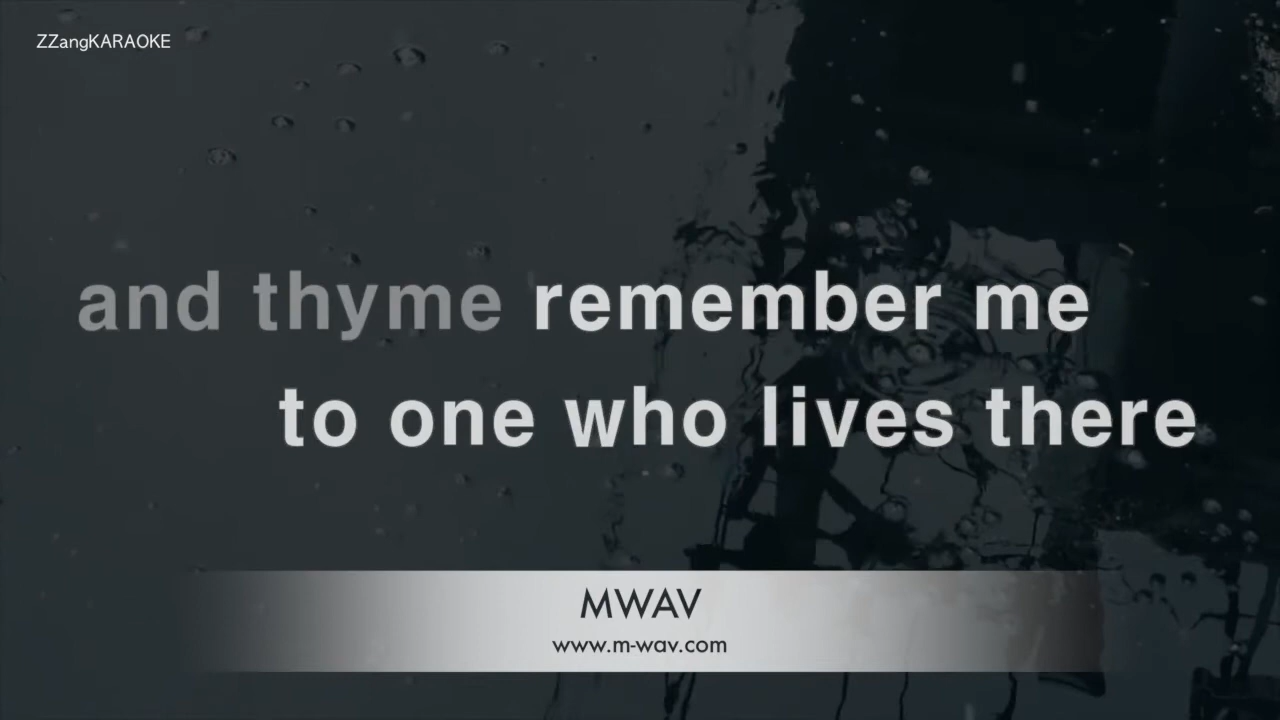 ZZangKARAOKE
and thyme remember me
to one who lives there
MWAV
www.m-wav.com